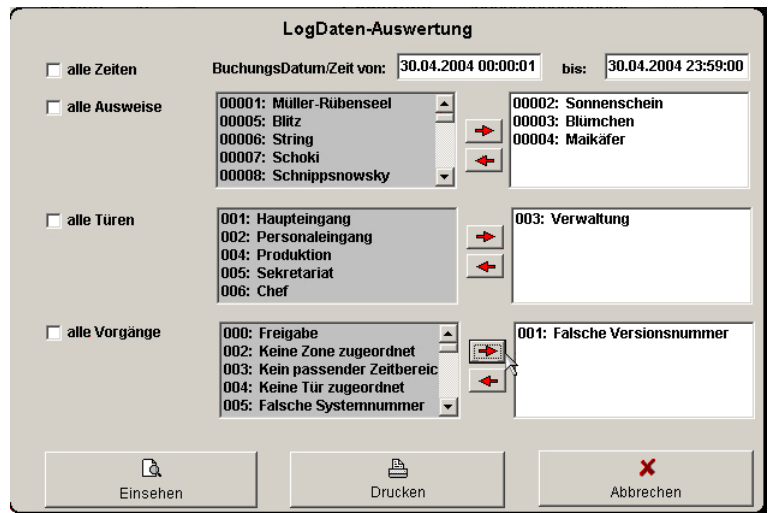 LogDaten-Auswertung
alle Zeiten
BuchungsDatum/Zeit von: 30.04.2004 00:00:01 bis: 30.04.2004 23:59:00
alle Ausweise
00001: Müller-Rübenseel
00005: Blitz
00006: String
00007: Schoki
00008: Schnippsnowsky
00002: Sonnenschein
00003: Blümchen
00004: Maikäfer
alle Türen
001: Haupteingang
002: Personaleingang
004: Produktion
005: Sekretariat
006: Chef
003: Verwaltung
alle Vorgänge
000: Freigabe
002: Keine Zone zugeordnet
003: Kein passender Zeitbereic
004: Keine Tür zugeordnet
005: Falsche Systemnummer
001: Falsche Versionsnummer
Einsehen
Drucken
Abbrechen